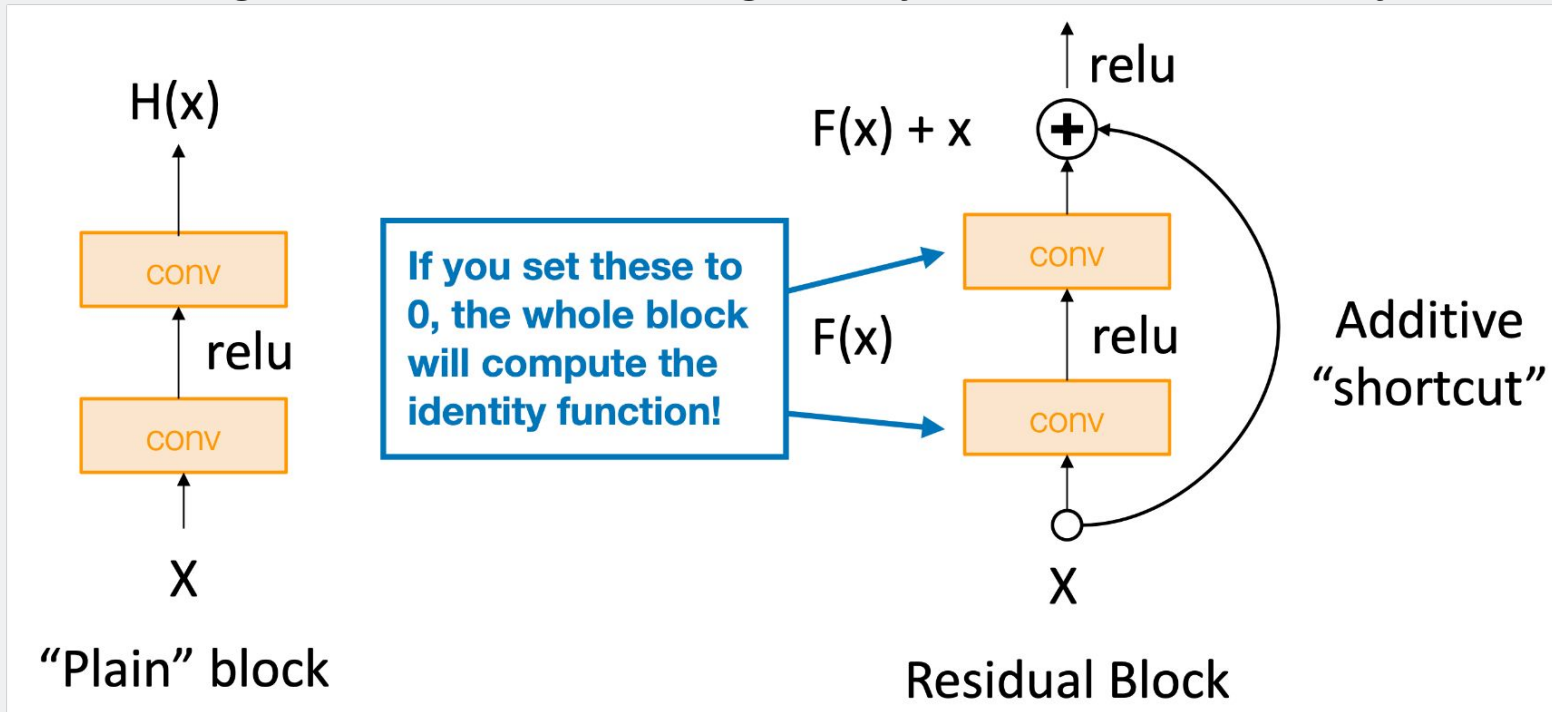 H(x)
conv
relu
conv
X
"Plain" block
If you set these to
0, the whole block
will compute the
identity function!
relu
F(x) + x
+
conv
F(x)
relu
conv
X
Additive
"shortcut"
Residual Block